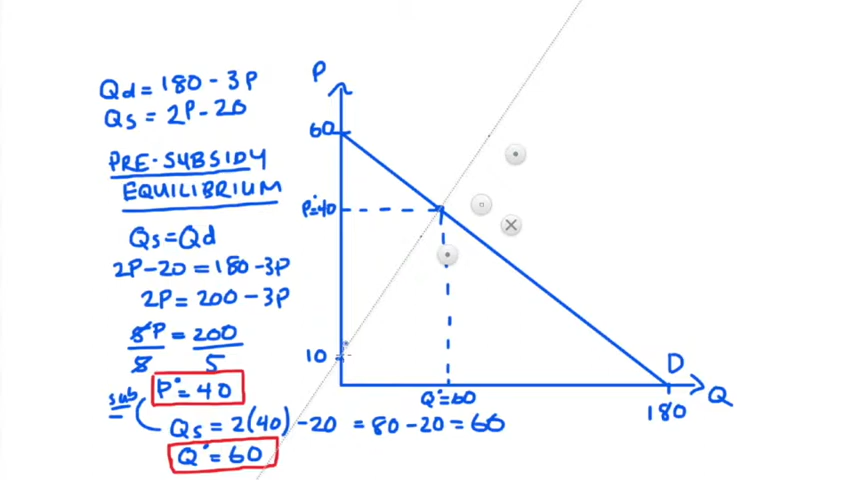 Qd = 180 - 3P
Qs = 2P - 20
PRE-SUBSIDY
EQUILIBRIUM
Qs = Qd
2P - 20 = 180 - 3P
2P = 200 - 3P
5P = 200
5 5
sub
P* = 40
Qs = 2(40) - 20 = 80 - 20 = 60
Q* = 60
P
60
P*=40
10
Q*=60
D
180
Q